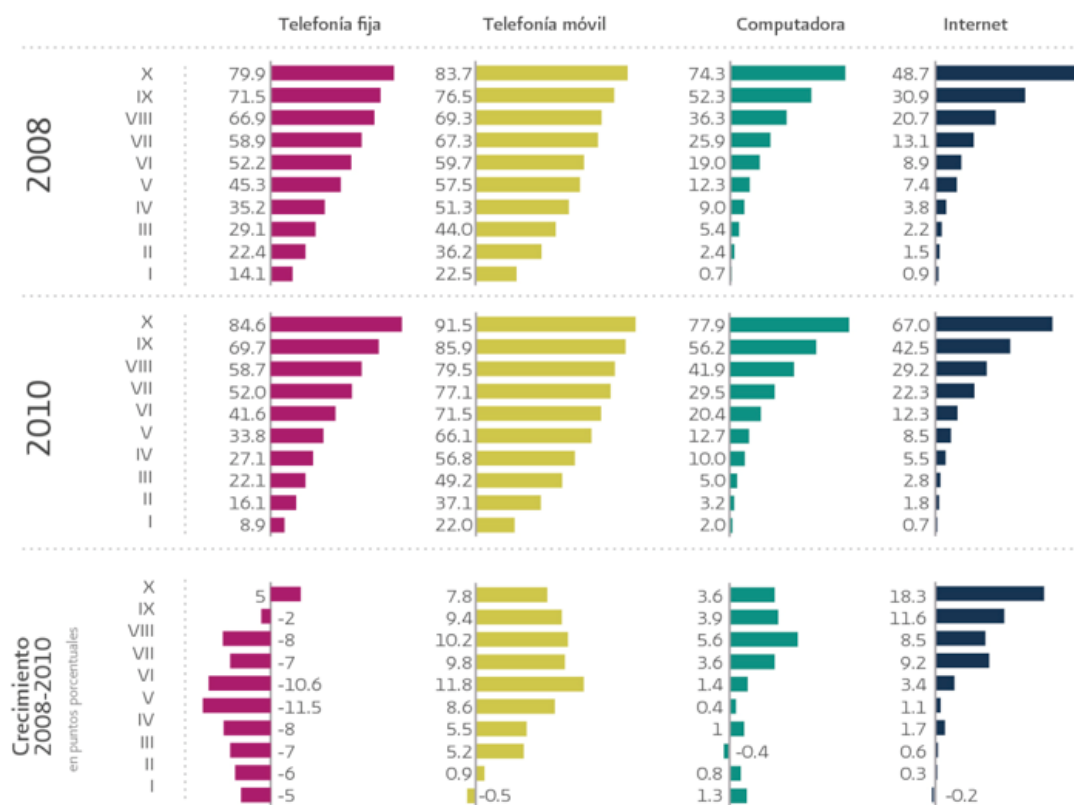 Telefonía fija Telefonía móvil Computadora Internet
2008
X 79.9 83.7 74.3 48.7
IX 71.5 76.5 52.3 30.9
VIII 66.9 69.3 36.3 20.7
VII 58.9 67.3 25.9 13.1
VI 52.2 59.7 19.0 8.9
V 45.3 57.5 12.3 7.4
IV 35.2 51.3 9.0 3.8
III 29.1 44.0 5.4 2.2
II 22.4 36.2 2.4 1.5
I 14.1 22.5 0.7 0.9
2010
X 84.6 91.5 77.9 67.0
IX 69.7 85.9 56.2 42.5
VIII 58.7 79.5 41.9 29.2
VII 52.0 77.1 29.5 22.3
VI 41.6 71.5 20.4 12.3
V 33.8 66.1 12.7 8.5
IV 27.1 56.8 10.0 5.5
III 22.1 49.2 5.0 2.8
II 16.1 37.1 3.2 1.8
I 8.9 22.0 2.0 0.7
Crecimiento
2008-2010
en puntos porcentuales
X 5 7.8 3.6 18.3
IX -2 9.4 3.9 11.6
VIII -8 10.2 5.6 8.5
VII -7 9.8 3.6 9.2
VI -10.6 11.8 1.4 3.4
V -11.5 8.6 0.4 1.1
IV -8 5.5 1 1.7
III -7 5.2 -0.4 0.6
II -6 0.9 0.8 0.3
I -5 -0.5 1.3 -0.2